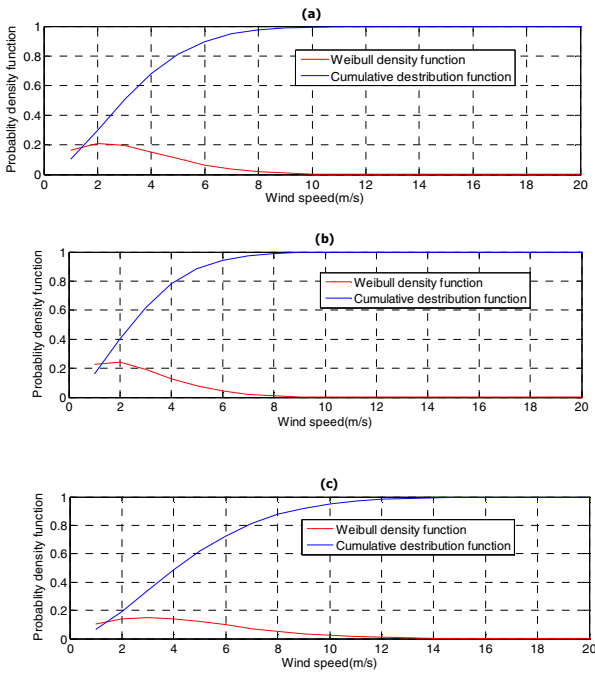 (a)
Probablity density function
1
0.8
0.6
0.4
0.2
0
Weibull density function
Cumulative destribution function
0 2 4 6 8 10 12 14 16 18 20
Wind speed(m/s)
(b)
Probablity density function
1
0.8
0.6
0.4
0.2
0
Weibull density function
Cumulative destribution function
0 2 4 6 8 10 12 14 16 18 20
Wind speed(m/s)
(c)
Probablity density function
1
0.8
0.6
0.4
0.2
0
Weibull density function
Cumulative destribution function
0 2 4 6 8 10 12 14 16 18 20
Wind speed(m/s)